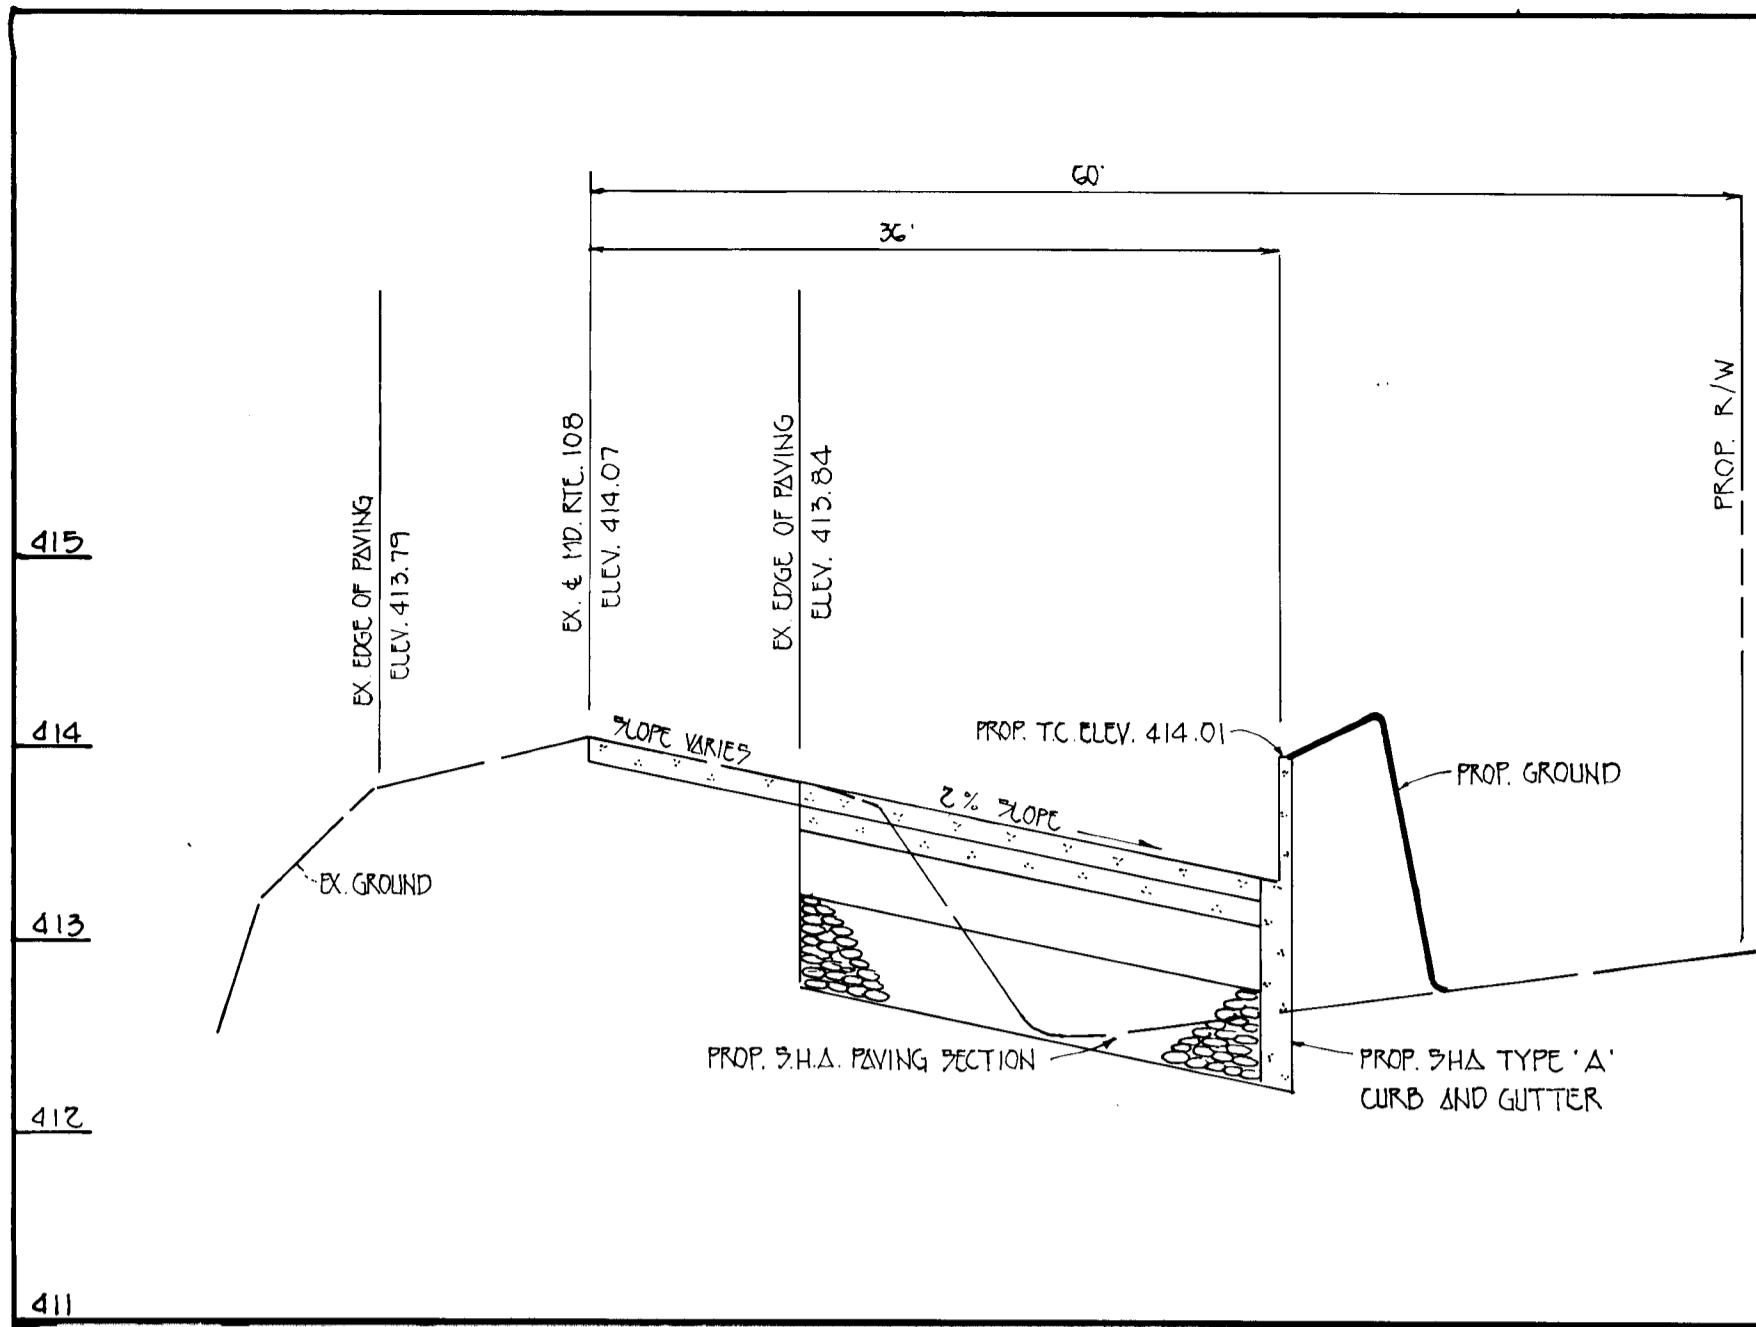 60'
36'
PROP. R/W
EX. EDGE OF PAVING
ELEV. 413.79
EX. ℄ MD. RTE. 108
ELEV. 414.07
EX. EDGE OF PAVING
ELEV. 413.84
415
414
413
412
411
SLOPE VARIES
2% SLOPE
PROP. T.C. ELEV. 414.01
PROP. GROUND
EX. GROUND
PROP. S.H.A. PAVING SECTION
PROP. SHA TYPE 'A'
CURB AND GUTTER